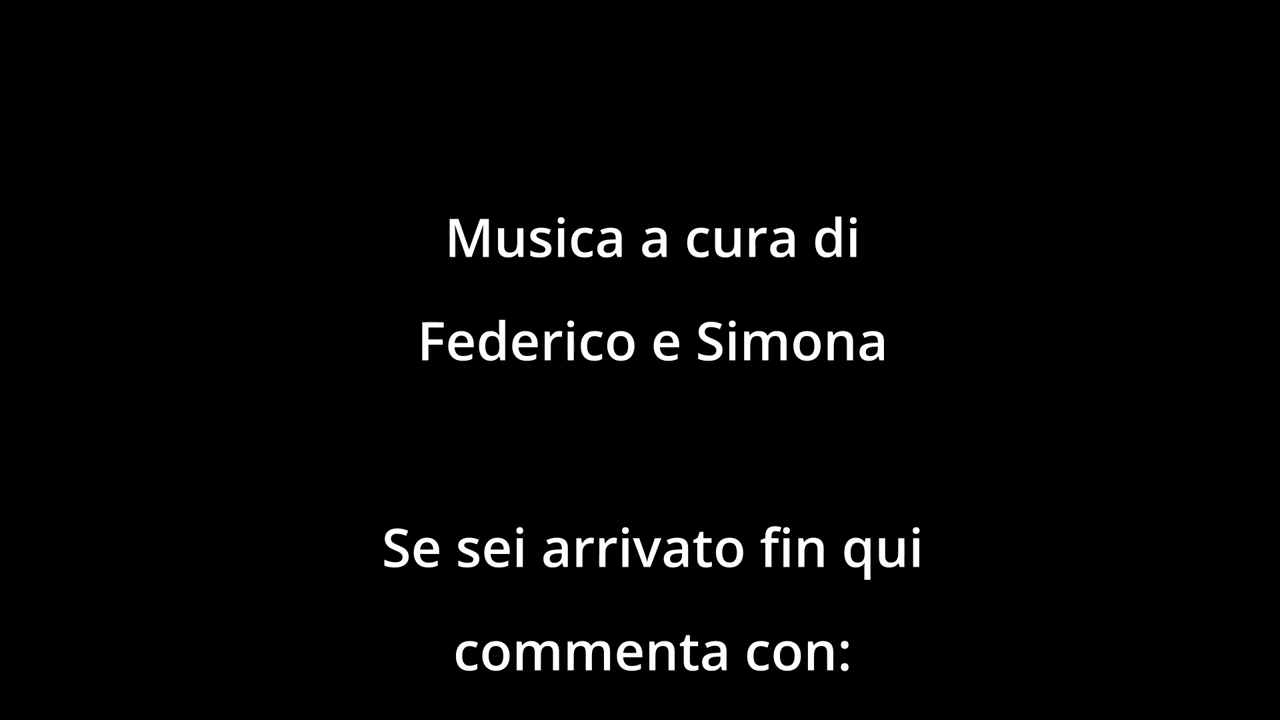 Musica a cura di
Federico e Simona
Se sei arrivato fin qui
commenta con: